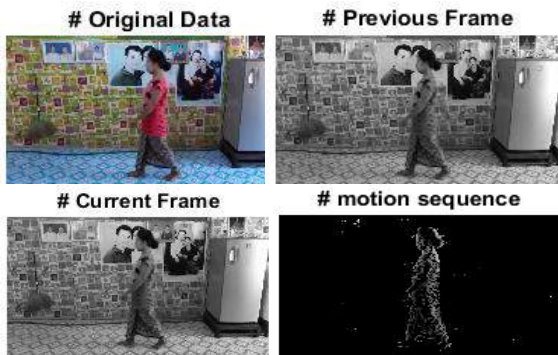 # Original Data
# Previous Frame
# Current Frame
# motion sequence